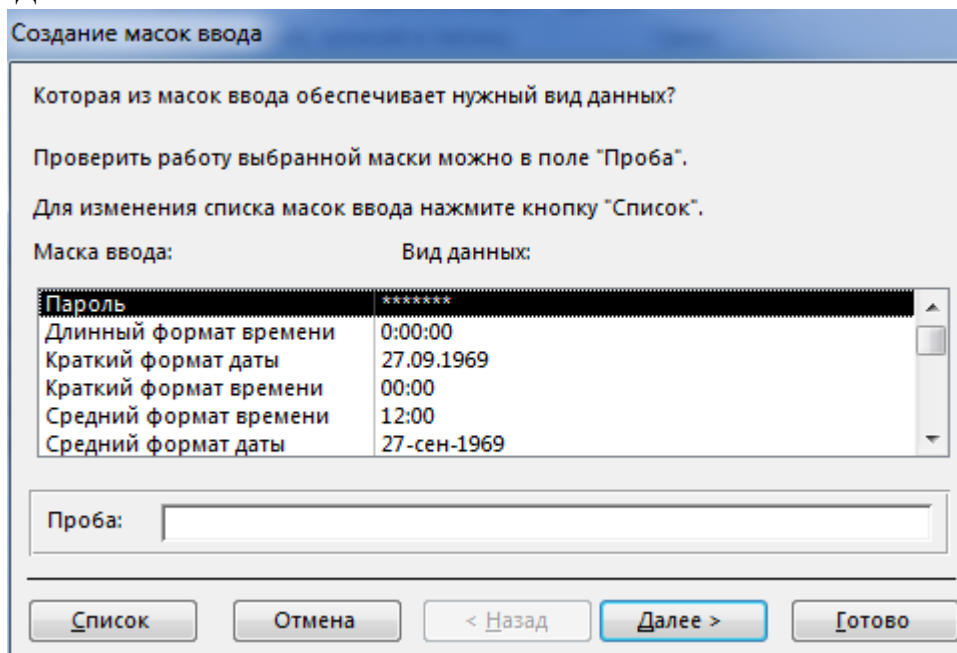 Создание масок ввода
Которая из масок ввода обеспечивает нужный вид данных?
Проверить работу выбранной маски можно в поле "Проба".
Для изменения списка масок ввода нажмите кнопку "Список".
Маска ввода: Вид данных:
Пароль *******
Длинный формат времени 0:00:00
Краткий формат даты 27.09.1969
Краткий формат времени 00:00
Средний формат времени 12:00
Средний формат даты 27-сен-1969
Проба:
Список Отмена < Назад Далее > Готово